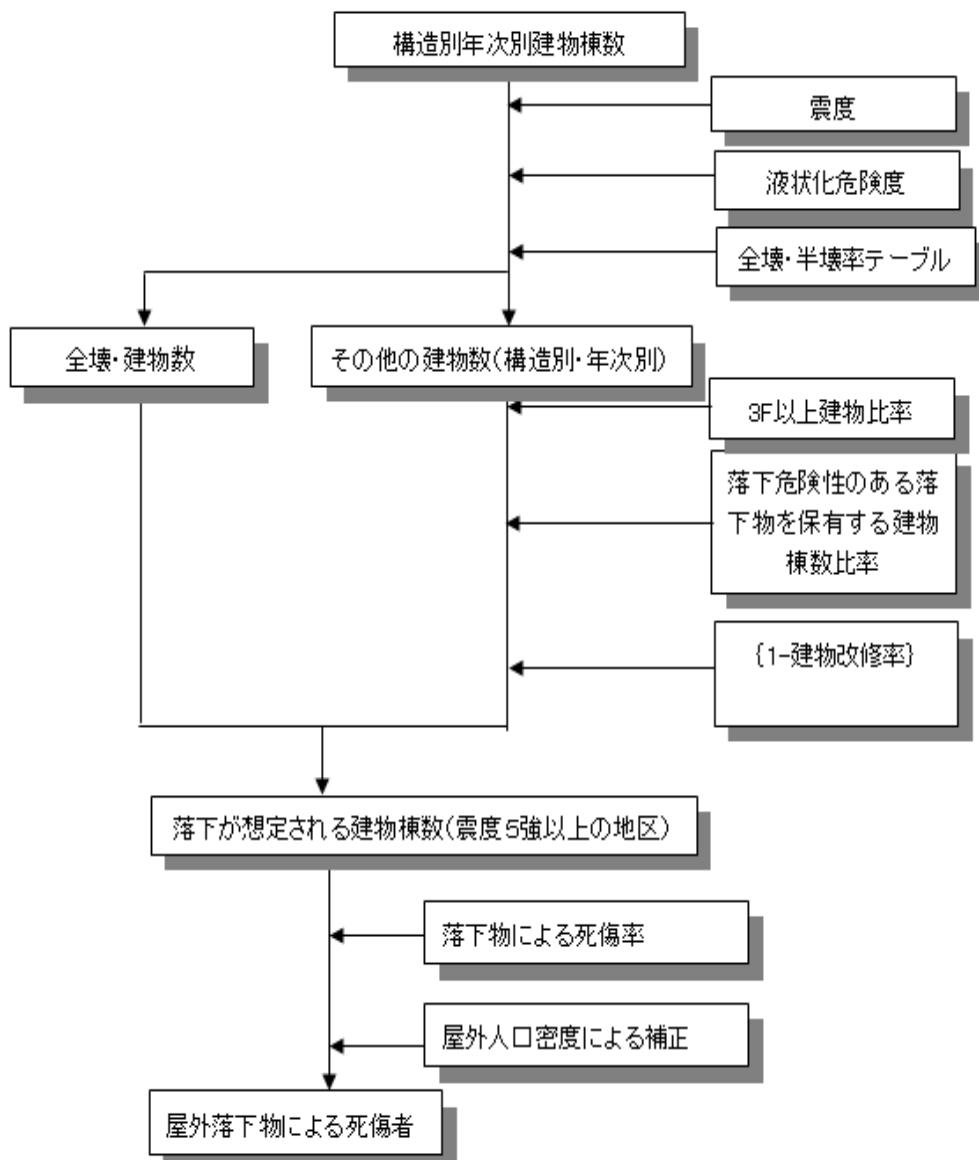 構造別年次別建物棟数
震度
液状化危険度
全壊・半壊率テーブル
全壊・建物数
その他の建物数(構造別・年次別)
3F以上建物比率
落下危険性のある落
下物を保有する建物
棟数比率
{1-建物改修率}
落下が想定される建物棟数(震度5強以上の地区)
落下物による死傷率
屋外人口密度による補正
屋外落下物による死傷者